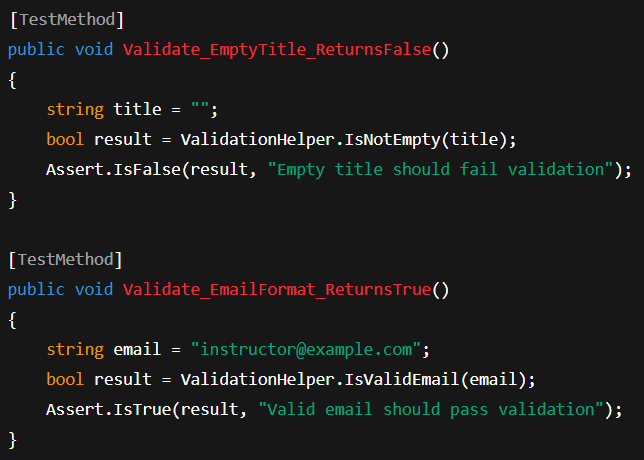 [TestMethod]
public void Validate_EmptyTitle_ReturnsFalse()
{
    string title = "";
    bool result = ValidationHelper.IsNotEmpty(title);
    Assert.IsFalse(result, "Empty title should fail validation");
}

[TestMethod]
public void Validate_EmailFormat_ReturnsTrue()
{
    string email = "instructor@example.com";
    bool result = ValidationHelper.IsValidEmail(email);
    Assert.IsTrue(result, "Valid email should pass validation");
}